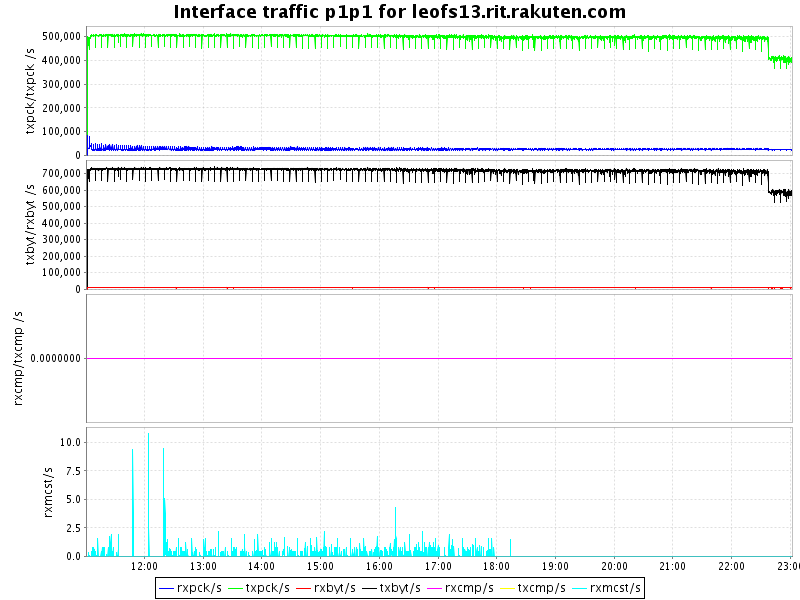 Interface traffic p1p1 for leofs13.rit.rakuten.com
txpck/txpck /s
500,000
400,000
300,000
200,000
100,000
0
txbyt/rxbyt /s
700,000
600,000
500,000
400,000
300,000
200,000
100,000
0
rxcmp/txcmp /s
0.0000000
rxmcst/s
10.0
7.5
5.0
2.5
0.0
12:00 13:00 14:00 15:00 16:00 17:00 18:00 19:00 20:00 21:00 22:00 23:0
rxpck/s txpck/s rxbyt/s txbyt/s rxcmp/s txcmp/s rxmcst/s